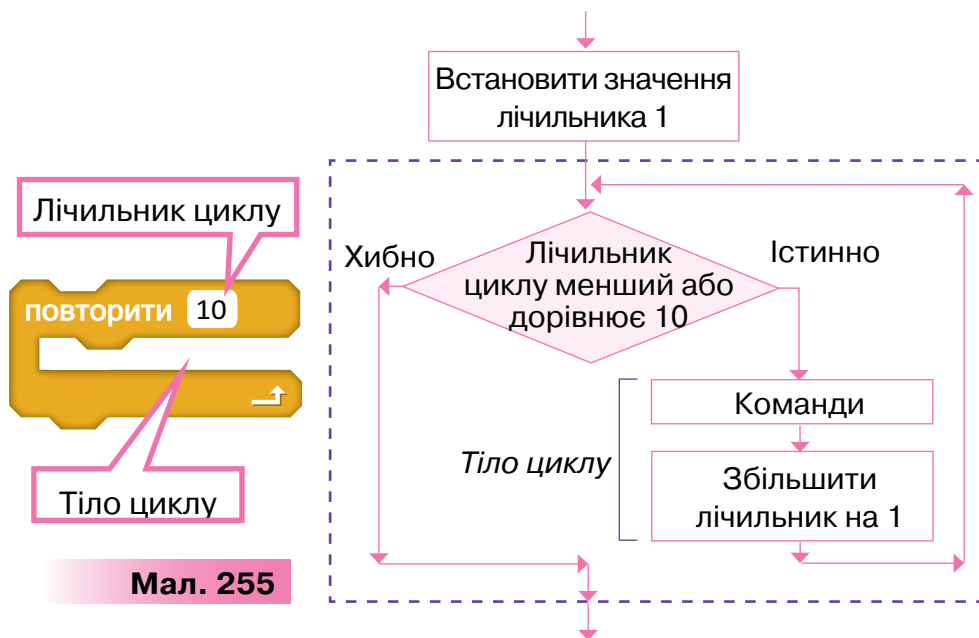 Лічильник циклу
повторити 10
Тіло циклу
Мал. 255
Встановити значення
лічильника 1
Хибно
Лічильник
циклу менший або
дорівнює 10
Істинно
Тіло циклу
Команди
Збільшити
лічильник на 1